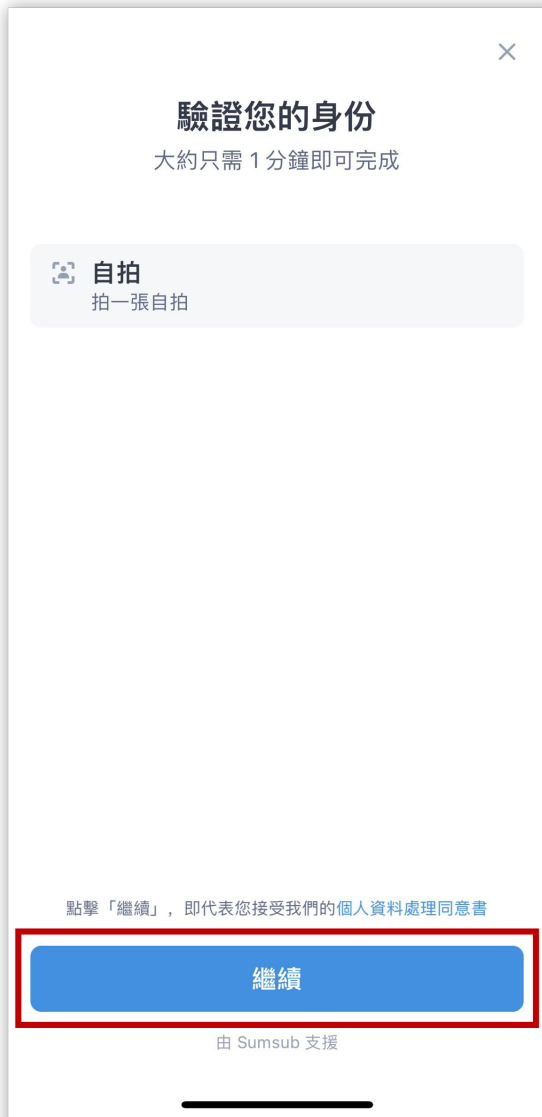 驗證您的身份
大約只需 1 分鐘即可完成
自拍
拍一張自拍
點擊「繼續」，即代表您接受我們的個人資料處理同意書
繼續
由 Sumsub 支援